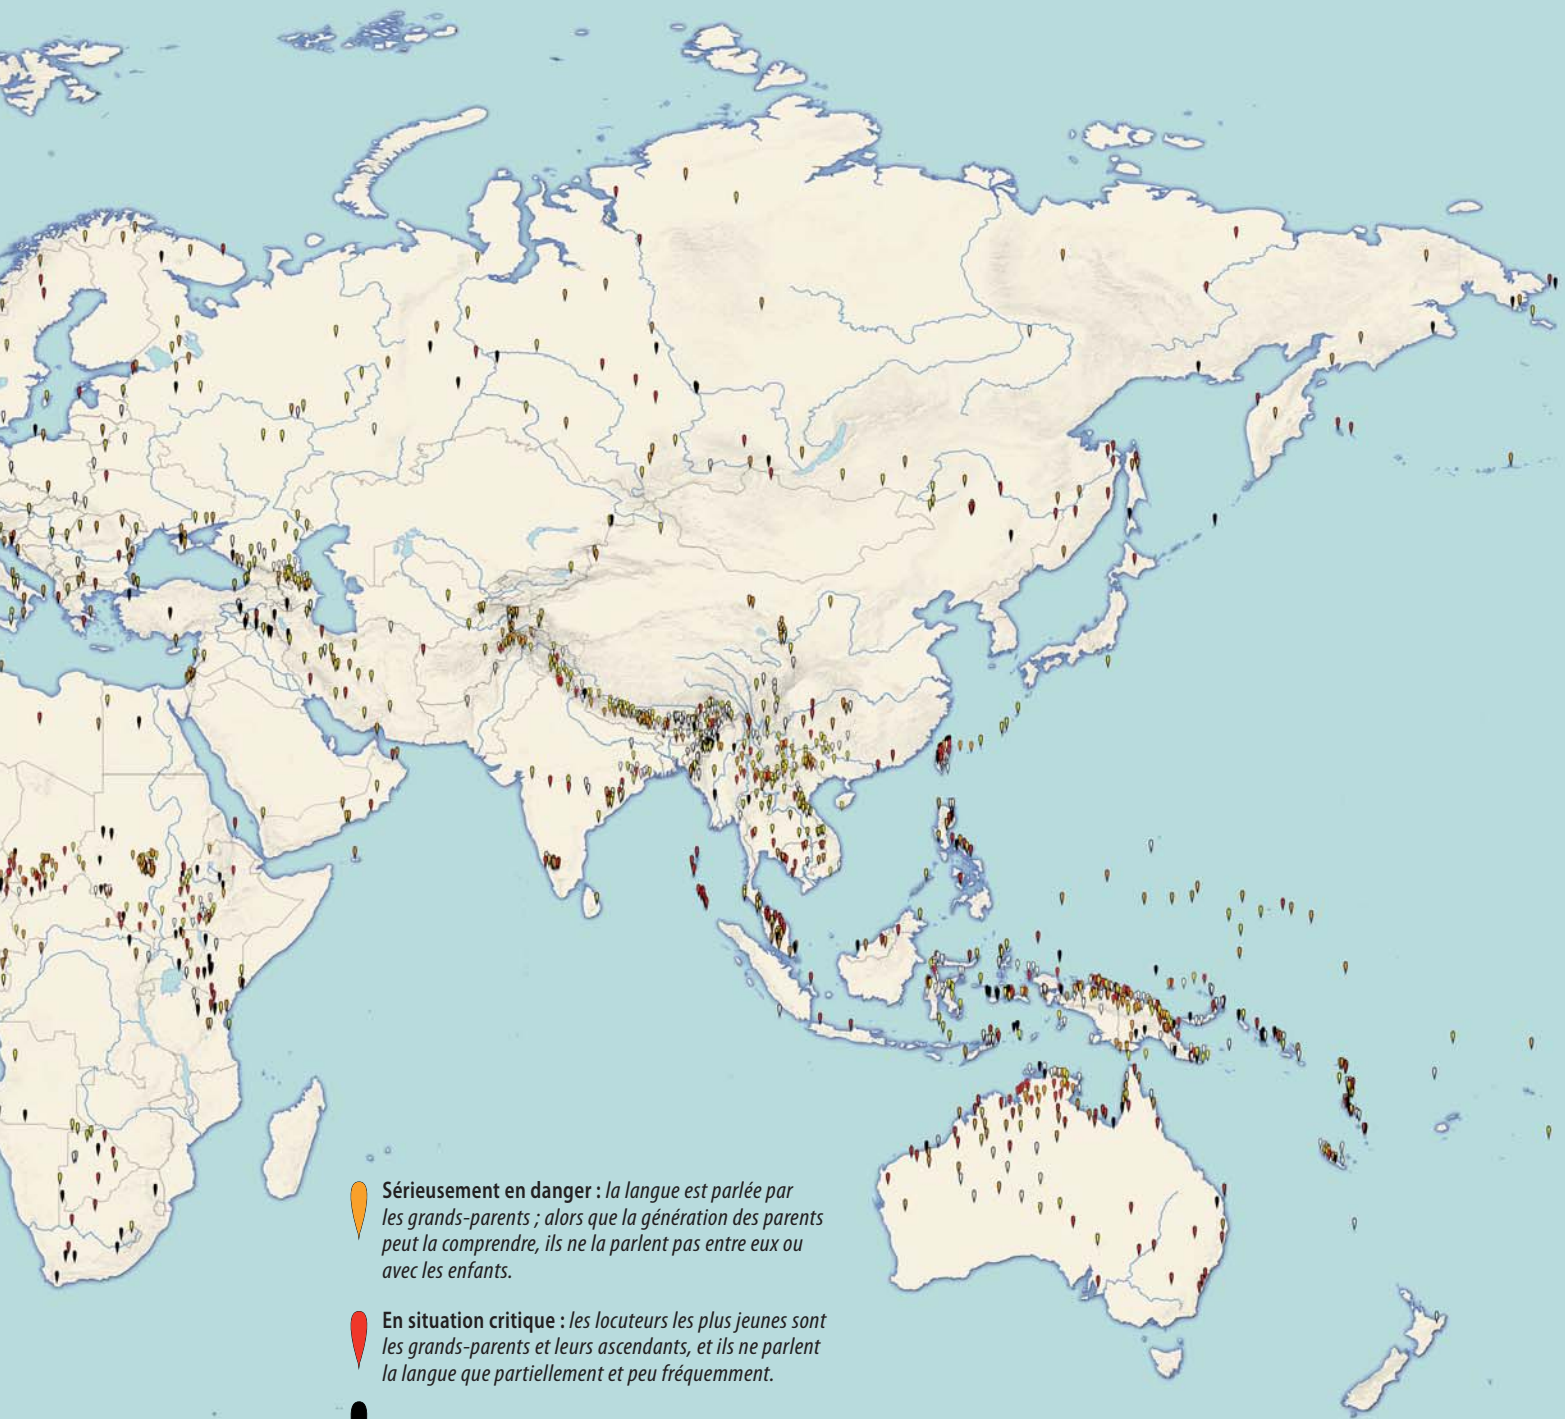 Sérieusement en danger : la langue est parlée par
les grands-parents ; alors que la génération des parents
peut la comprendre, ils ne la parlent pas entre eux ou
avec les enfants.
En situation critique : les locuteurs les plus jeunes sont
les grands-parents et leurs ascendants, et ils ne parlent
la langue que partiellement et peu fréquemment.